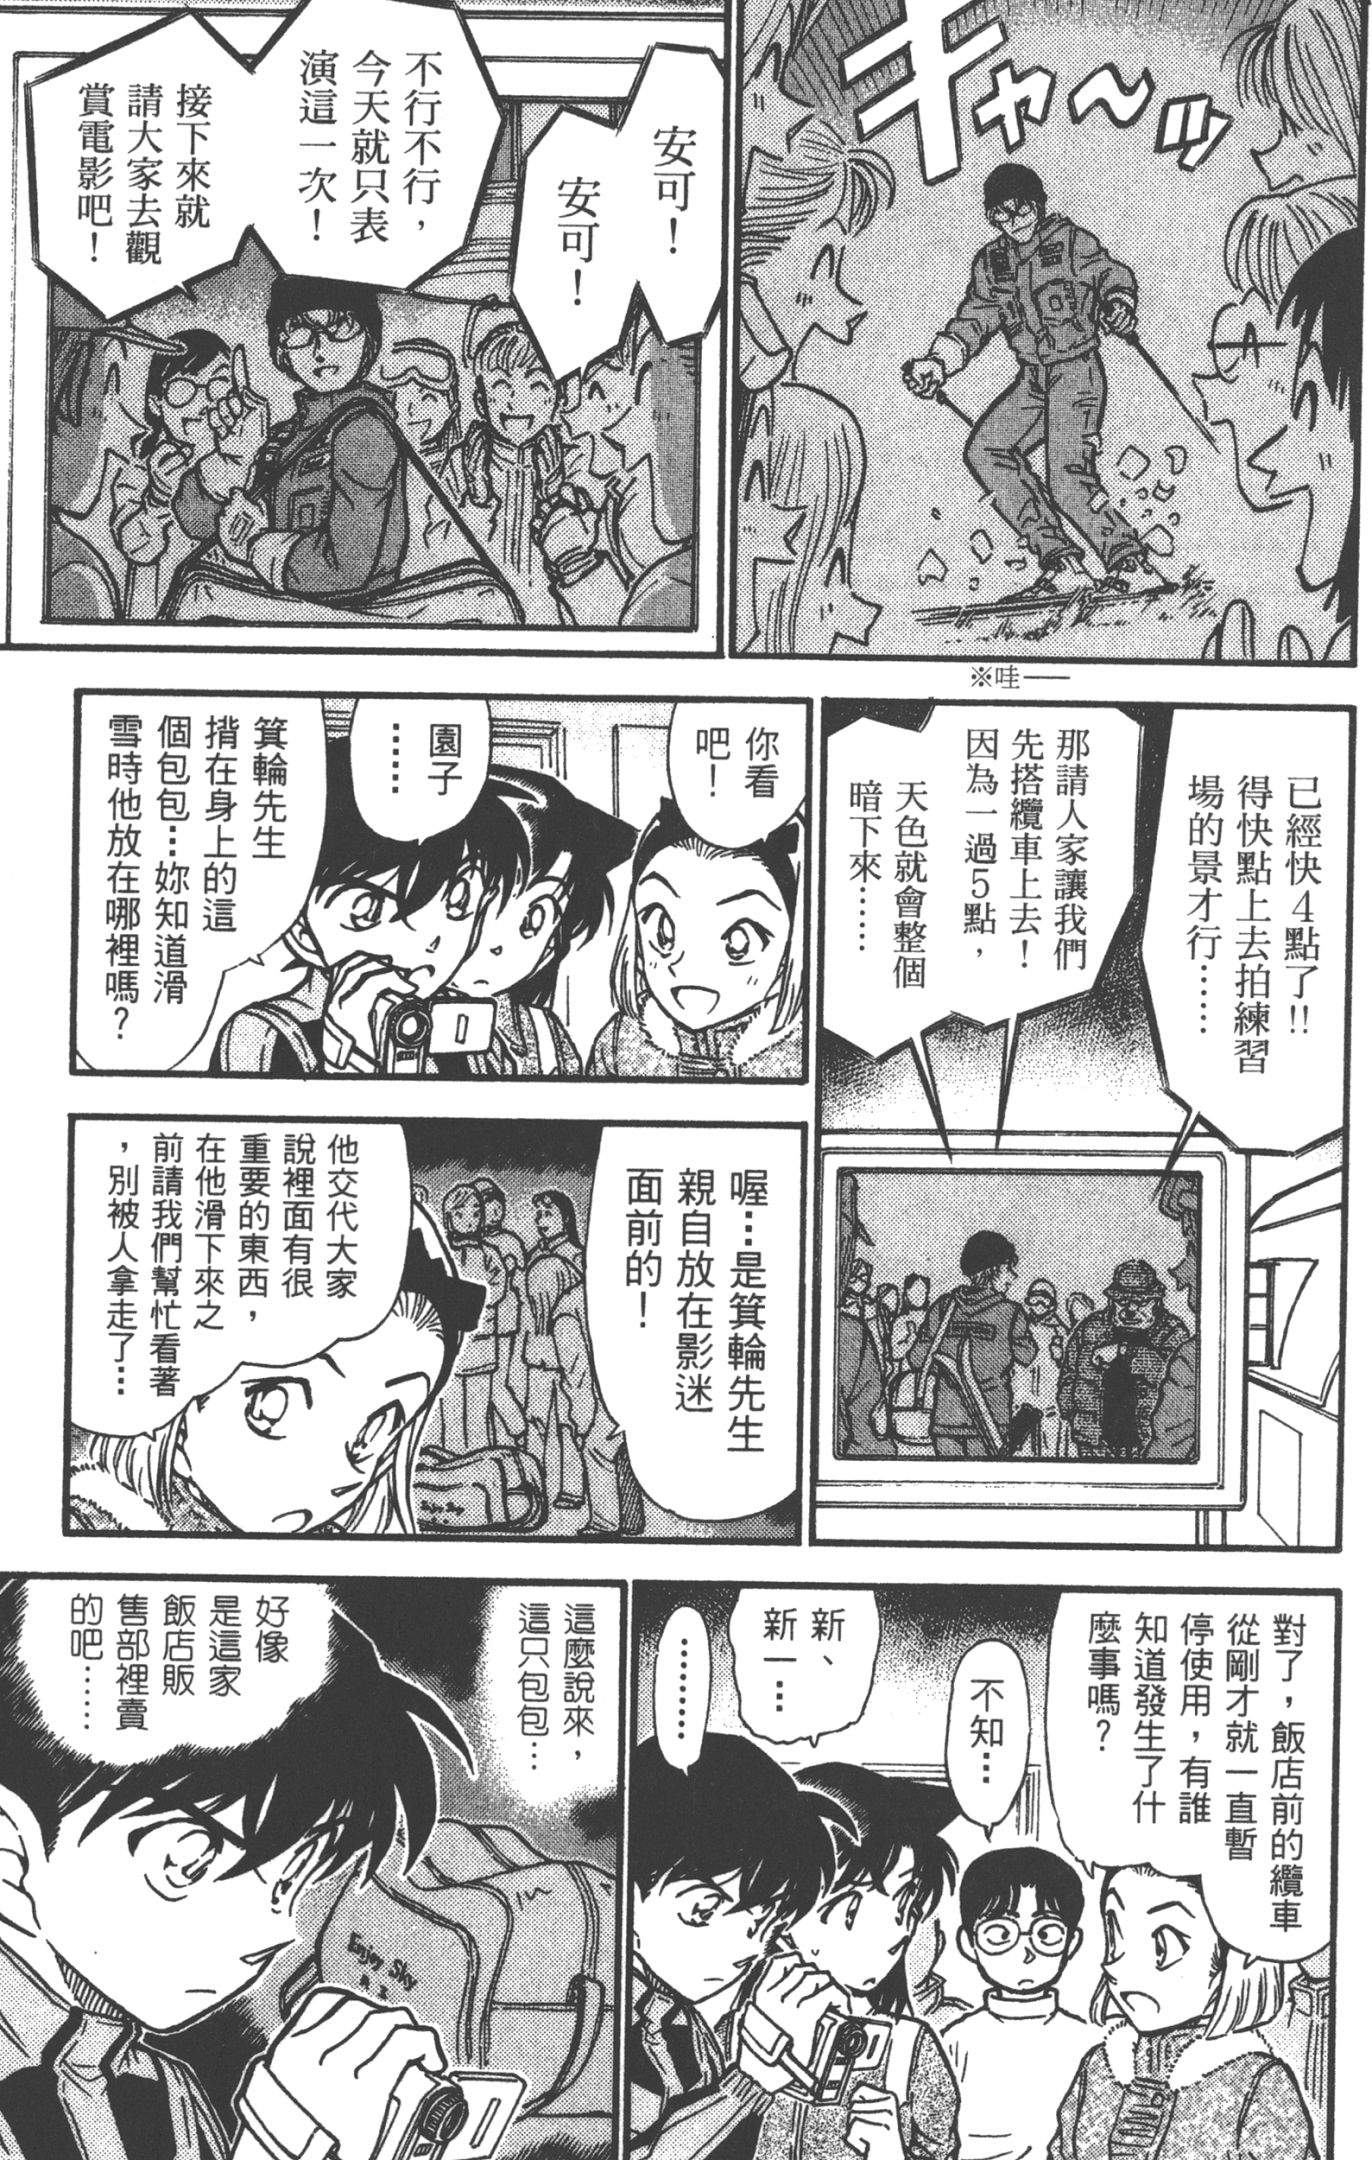 キャ～ッ
※哇——
安可！
安可！
不行不行，
今天就只表
演這一次！
接下來就
請大家去觀
賞電影吧！
已經快4點了!!
得快點上去拍練習
場的景才行……
那請人家讓我們
先搭纜車上去！
因為一過5點，
天色就會整個
暗下來……
你看
吧！
園子
……
箕輪先生
揹在身上的這
個包包…妳知道滑
雪時他放在哪裡嗎？
喔…是箕輪先生
親自放在影迷
面前的！
他交代大家
說裡面有很
重要的東西，
在他滑下來之
前請我們幫忙看著
，別被人拿走了…
對了，飯店前的纜車
從剛才就一直暫
停使用，有誰
知道發生了什
麼事嗎？
不知…
新、
新一…
………
這麼說來，
這只包包…
Enjoy Sky
好像
是這家
飯店販
售部裡賣
的吧……